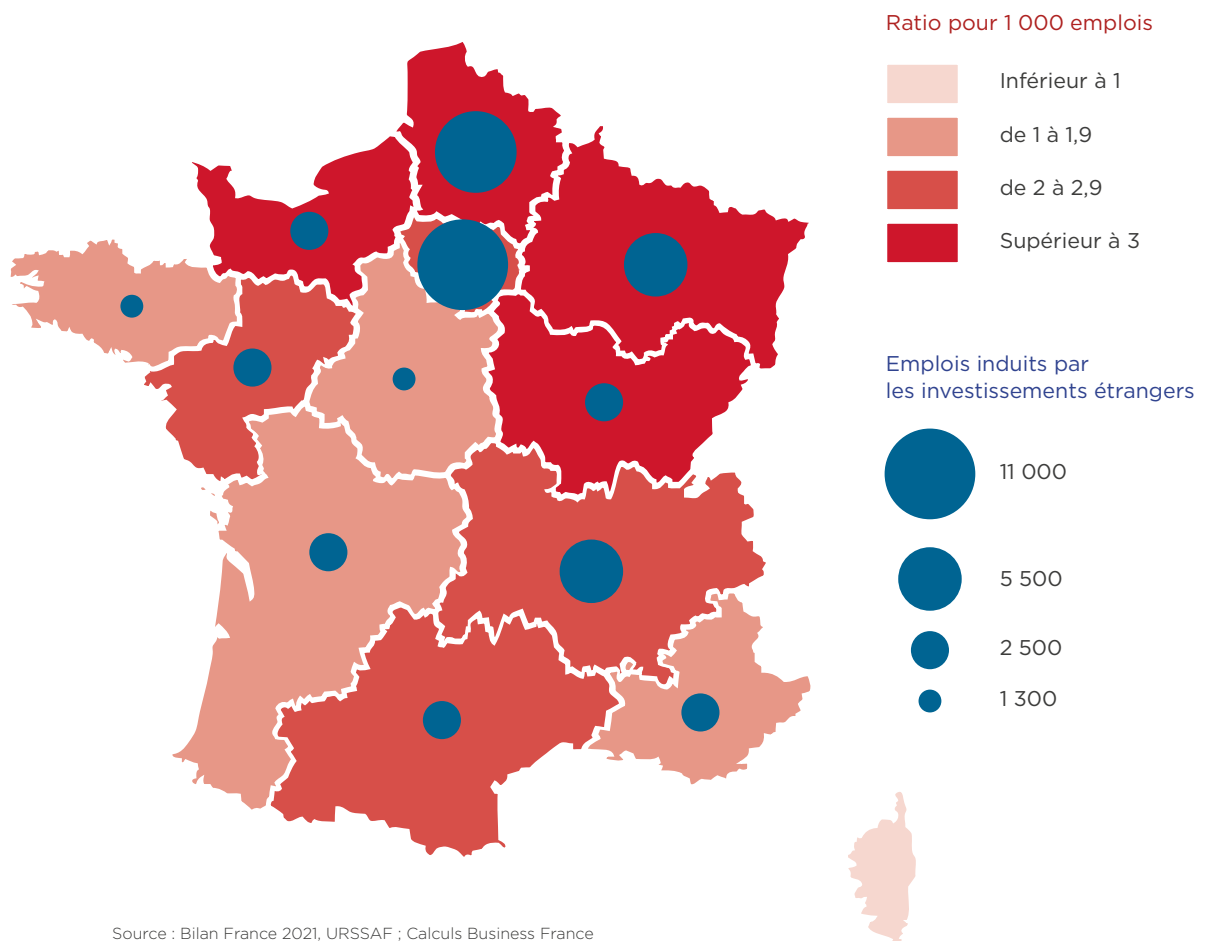 Ratio pour 1 000 emplois
Inférieur à 1
de 1 à 1,9
de 2 à 2,9
Supérieur à 3
Emplois induits par
les investissements étrangers
11 000
5 500
2 500
1 300
Source : Bilan France 2021, URSSAF ; Calculs Business France